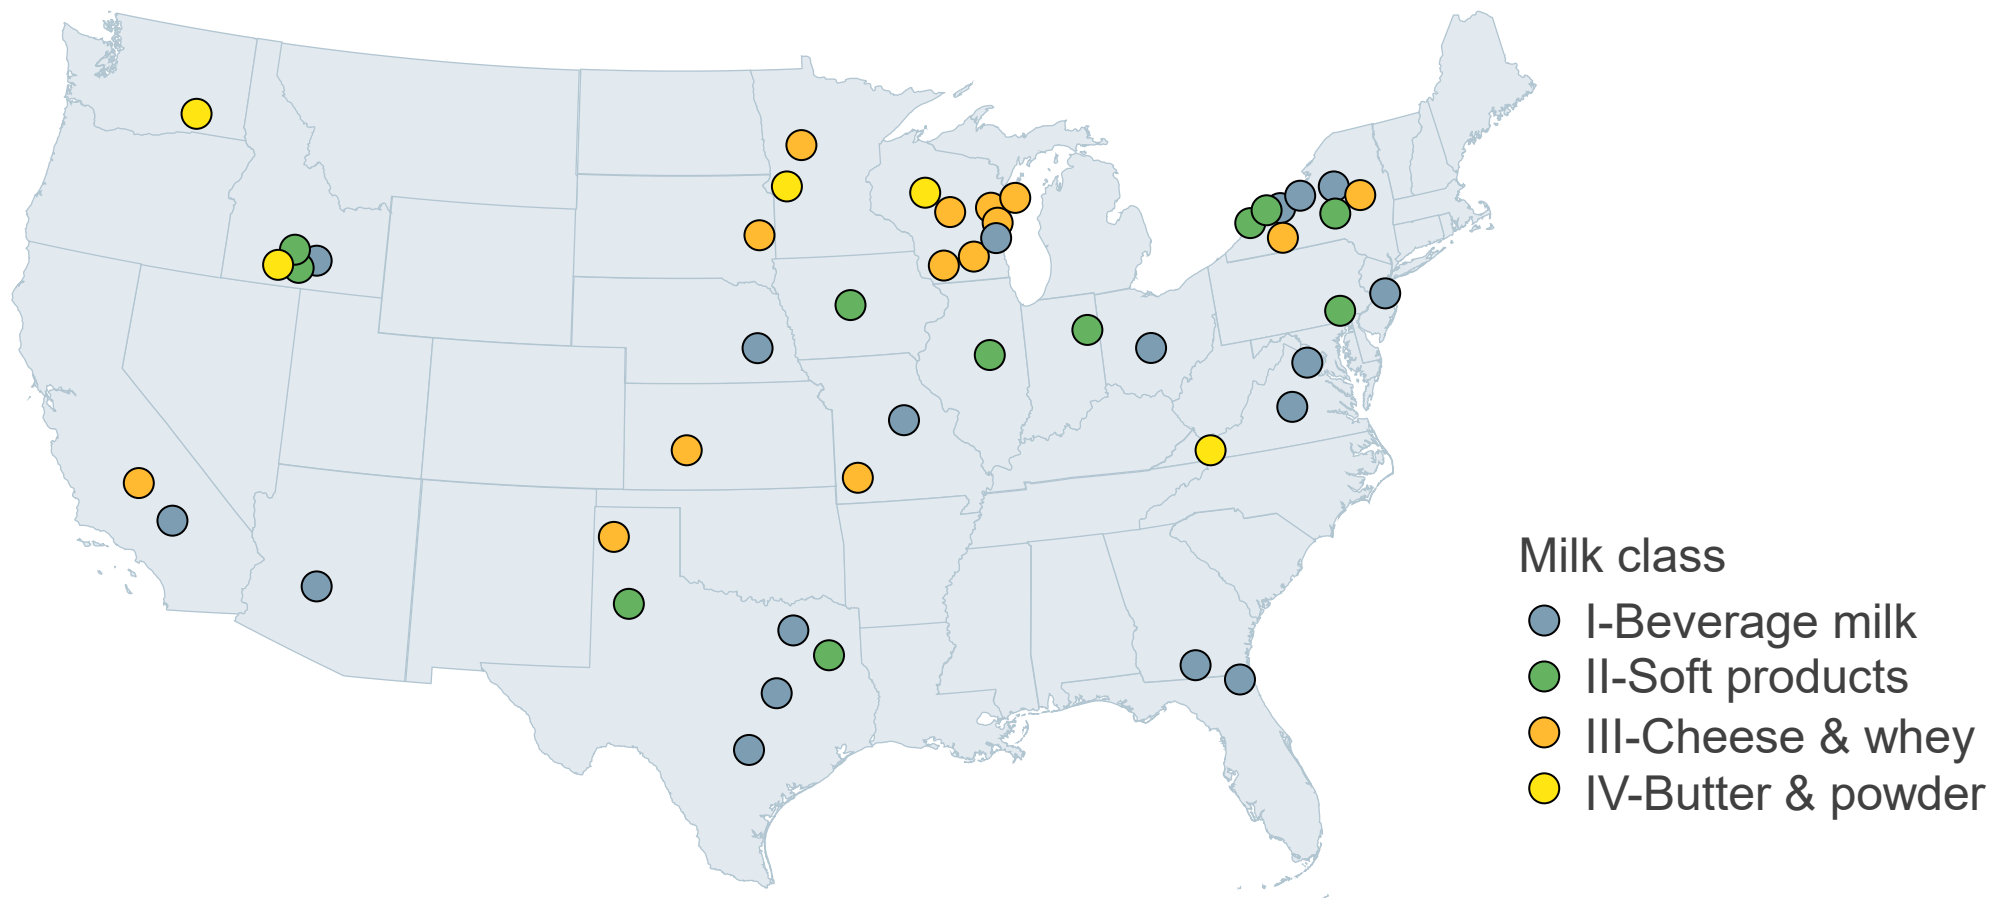 Milk class
I-Beverage milk
II-Soft products
III-Cheese & whey
IV-Butter & powder